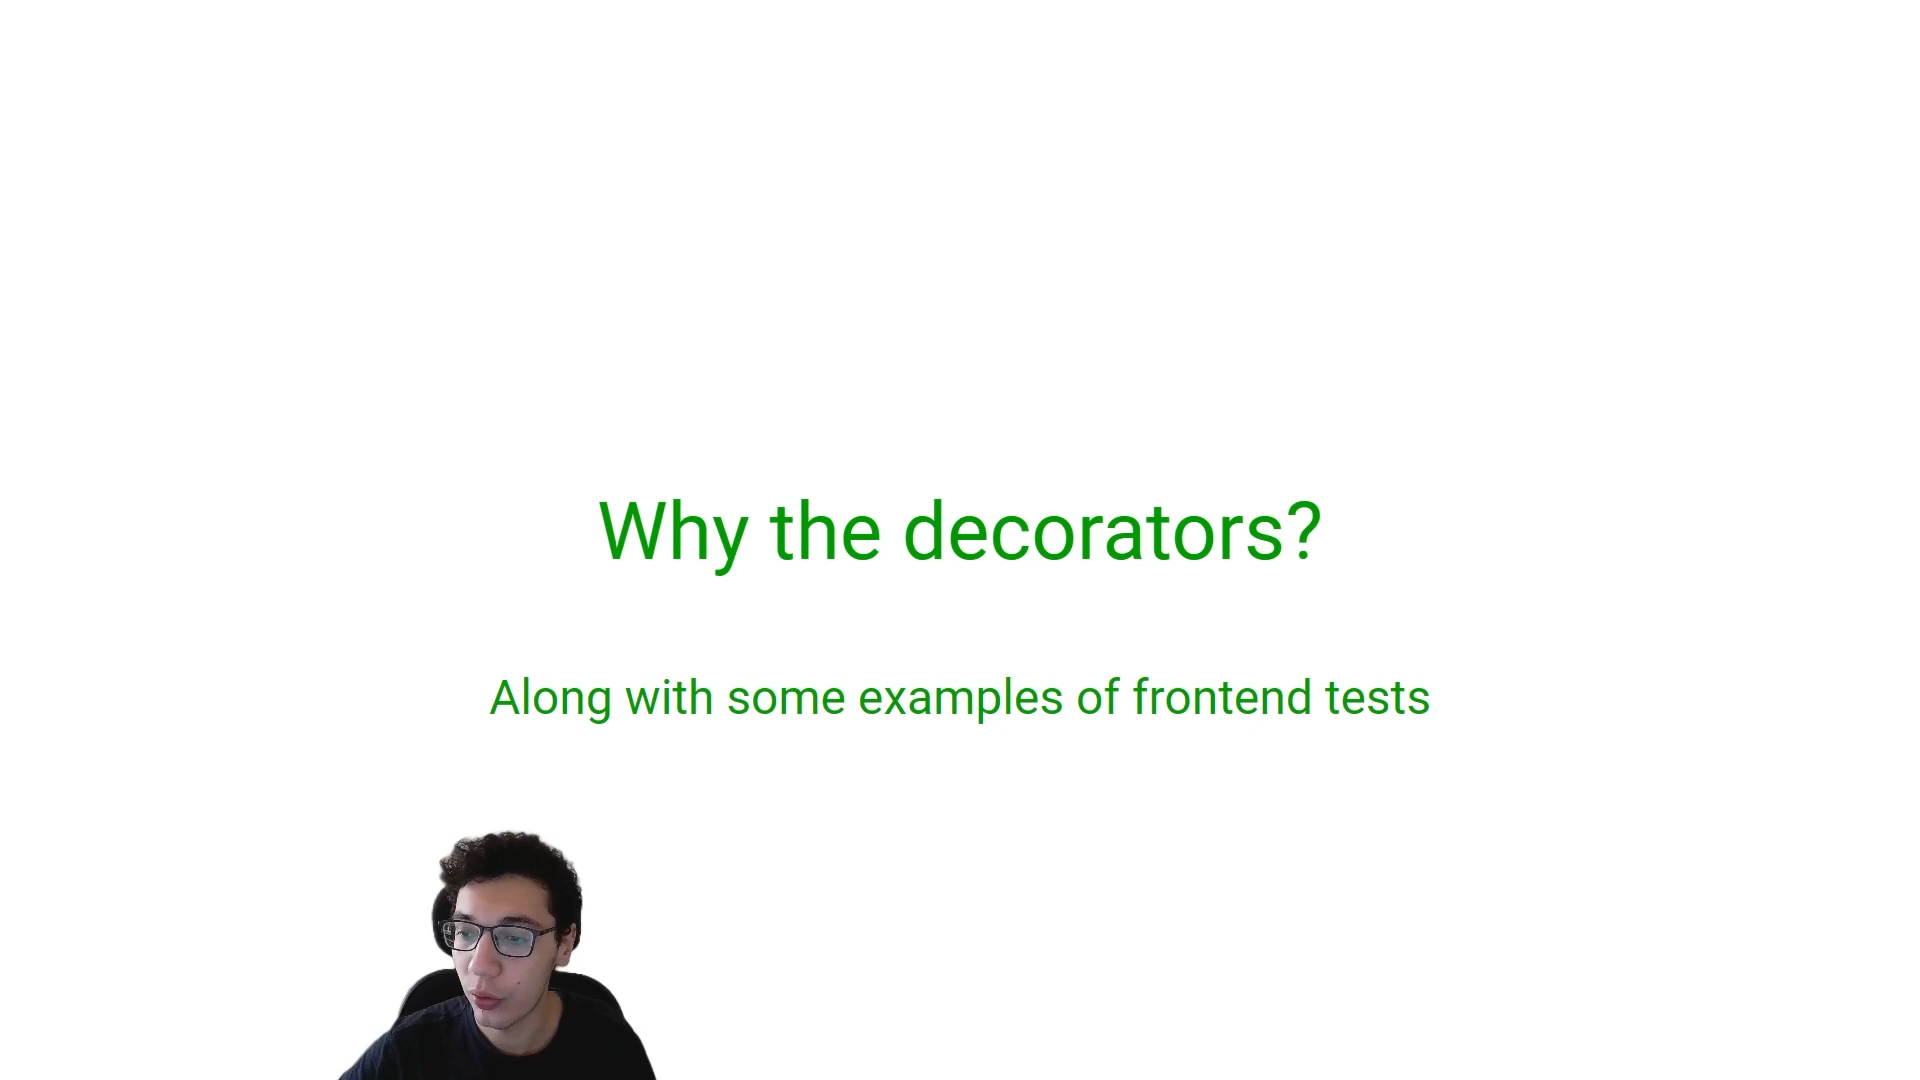 Why the decorators?
Along with some examples of frontend tests